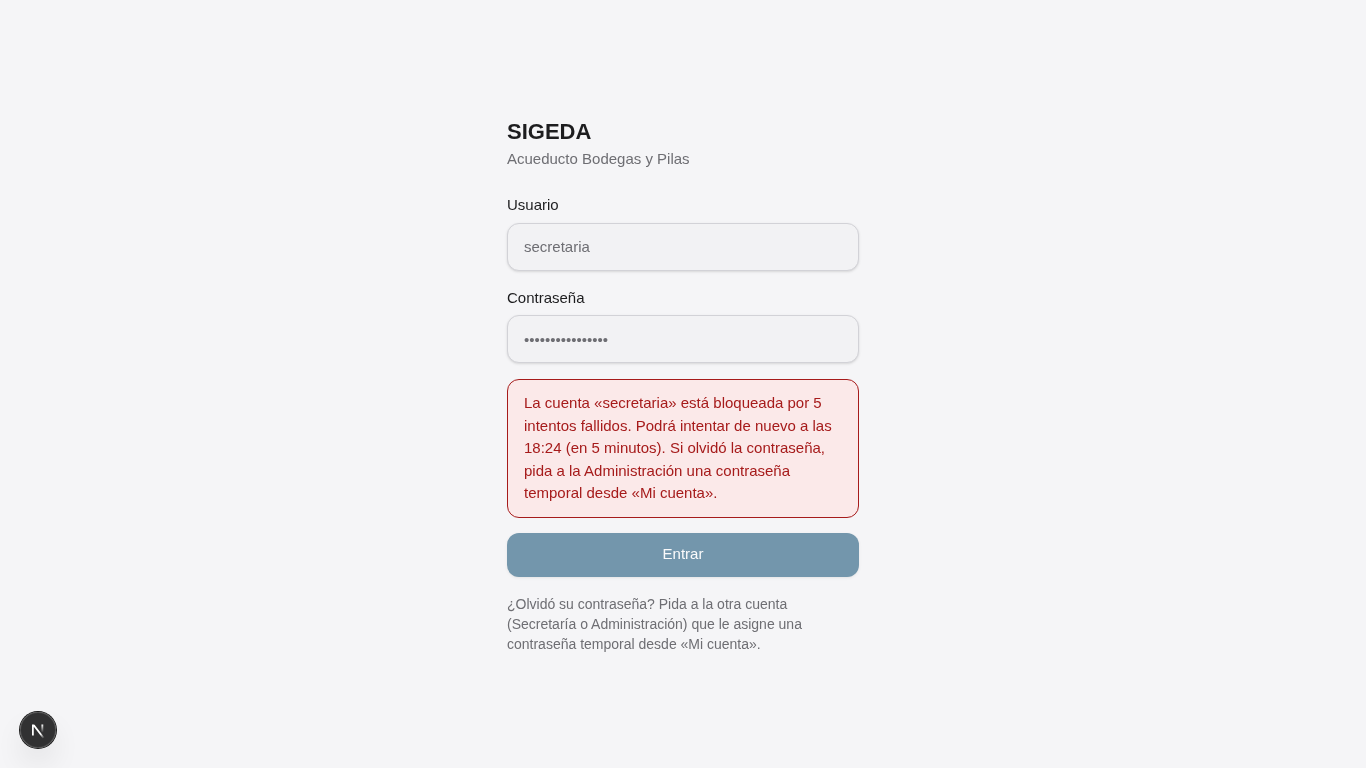 SIGEDA
Acueducto Bodegas y Pilas
Usuario
secretaria
Contraseña
••••••••••••••••
La cuenta «secretaria» está bloqueada por 5
intentos fallidos. Podrá intentar de nuevo a las
18:24 (en 5 minutos). Si olvidó la contraseña,
pida a la Administración una contraseña
temporal desde «Mi cuenta».
Entrar
¿Olvidó su contraseña? Pida a la otra cuenta
(Secretaría o Administración) que le asigne una
contraseña temporal desde «Mi cuenta».
N